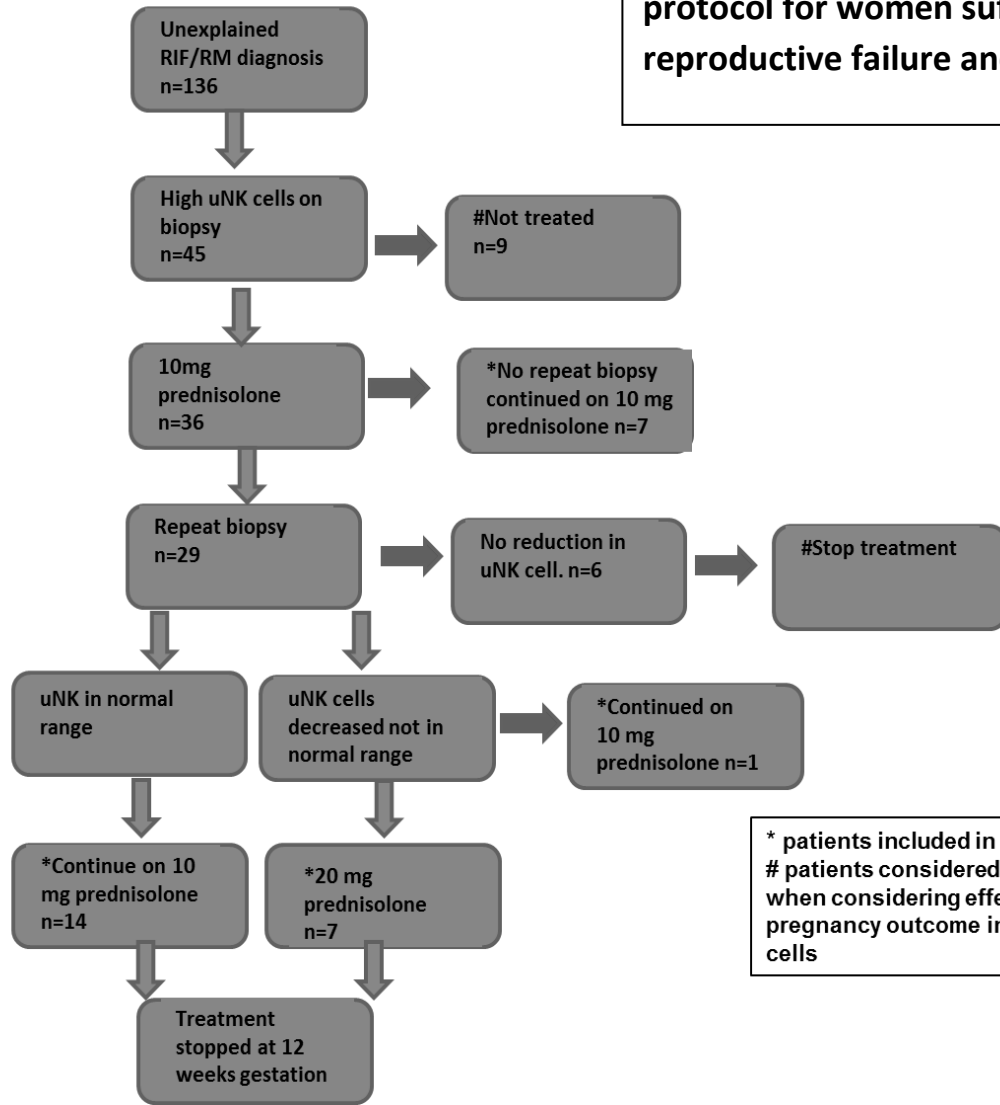 protocol for women
reproductive failure
Unexplained
RIF/RM diagnosis
n=136
High uNK cells on
biopsy
n=45
#Not treated
n=9
10mg
prednisolone
n=36
*No repeat biopsy
continued on 10 mg
prednisolone n=7
Repeat biopsy
n=29
No reduction in
uNK cell. n=6
#Stop treatment
uNK in normal
range
uNK cells
decreased not in
normal range
*Continued on
10 mg
prednisolone n=1
*Continue on 10
mg prednisolone
n=14
*20 mg
prednisolone
n=7
* patients included in
# patients considered
when considering
pregnancy outcome
cells
Treatment
stopped at 12
weeks gestation